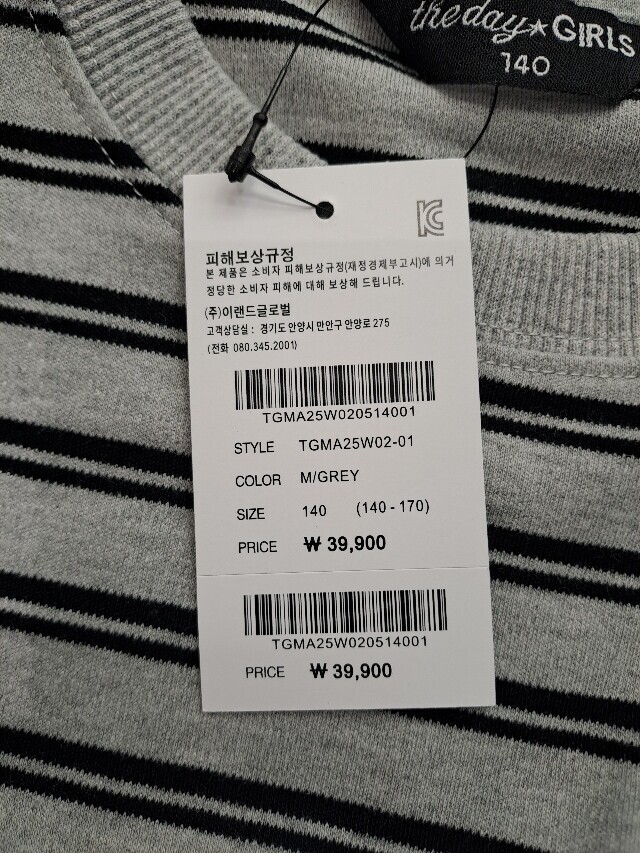 theday★GIRLS
140
피해보상규정
본 제품은 소비자 피해보상규정(재정경제부고시)에 의거
정당한 소비자 피해에 대해 보상해 드립니다.
(주)이랜드글로벌
고객상담실 : 경기도 안양시 만안구 안양로 275
(전화 080.345.2001)
TGMA25W020514001
STYLE TGMA25W02-01
COLOR M/GREY
SIZE 140 (140 - 170)
PRICE ₩ 39,900
TGMA25W020514001
PRICE ₩ 39,900